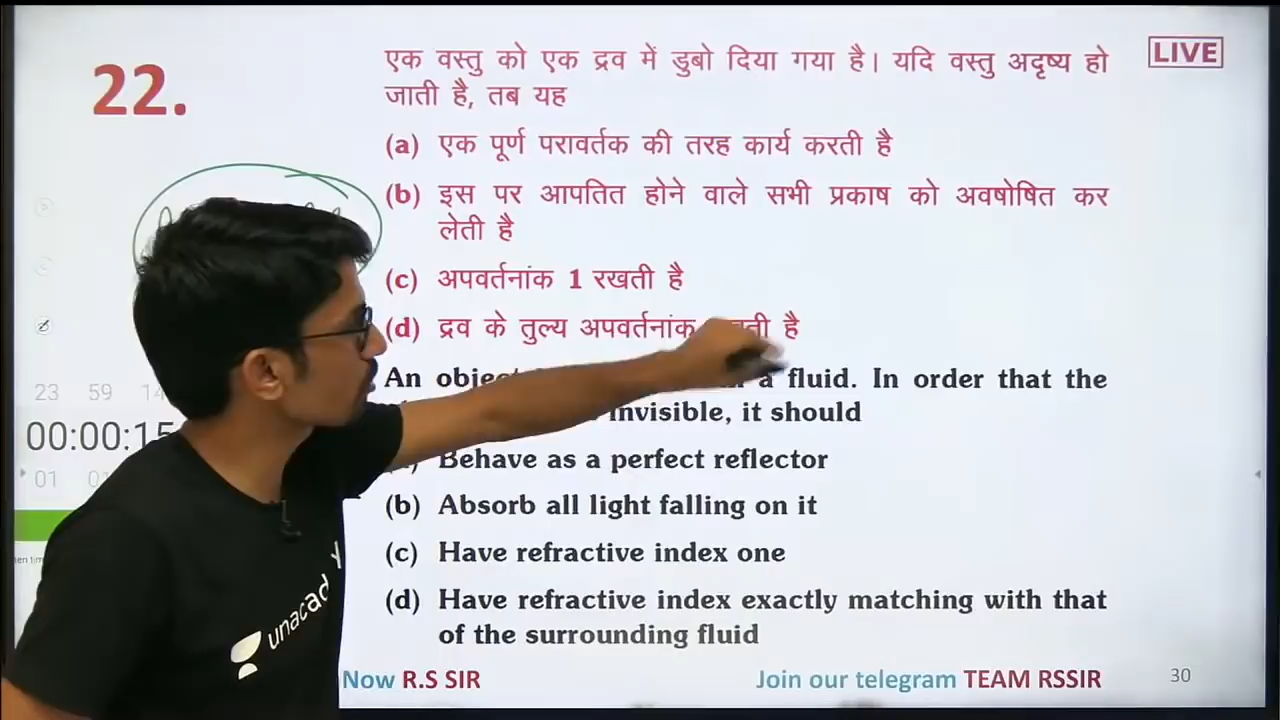 22.
LIVE
एक वस्तु को एक द्रव में डुबो दिया गया है। यदि वस्तु अदृष्य हो
जाती है, तब यह
(a) एक पूर्ण परावर्तक की तरह कार्य करती है
(b) इस पर आपतित होने वाले सभी प्रकाष को अवषोषित कर
लेती है
(c) अपवर्तनांक 1 रखती है
(d) द्रव के तुल्य अपवर्तनांक है
An a fluid. In order that the
invisible, it should
Behave as a perfect reflector
(b) Absorb all light falling on it
(c) Have refractive index one
(d) Have refractive index exactly matching with that
of the surrounding fluid
23 59
00:00:15
01
unacad
Now R.S SIR
Join our telegram TEAM RSSIR
30